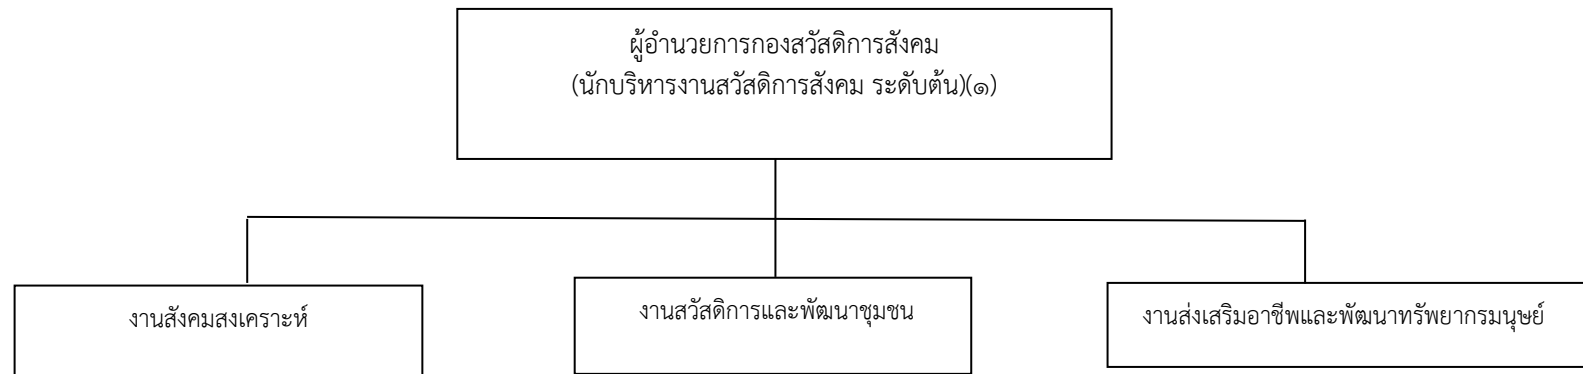 ผู้อำนวยการกองสวัสดิการสังคม
(นักบริหารงานสวัสดิการสังคม ระดับต้น)(๑)
งานสังคมสงเคราะห์
งานสวัสดิการและพัฒนาชุมชน
งานส่งเสริมอาชีพและพัฒนาทรัพยากรมนุษย์